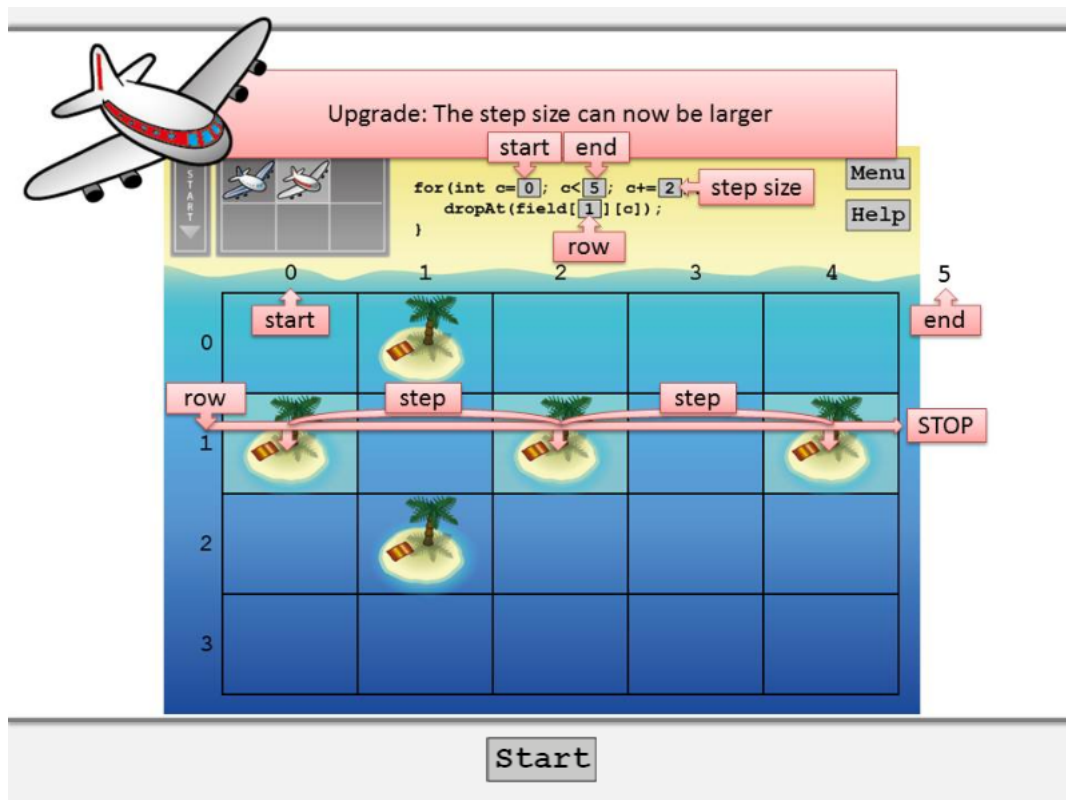 Upgrade: The step size can now be larger
start end
START
for(int c=0; c<5; c+=2 step size
dropAt(field[1][c]);
}
row
Menu
Help
0 1 2 3 4 5
start end
0
row step step
1 STOP
2
3
Start